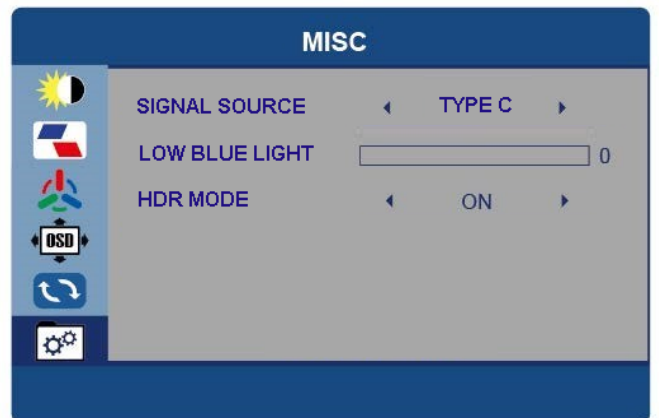 MISC
SIGNAL SOURCE TYPE C
LOW BLUE LIGHT 0
HDR MODE ON
OSD